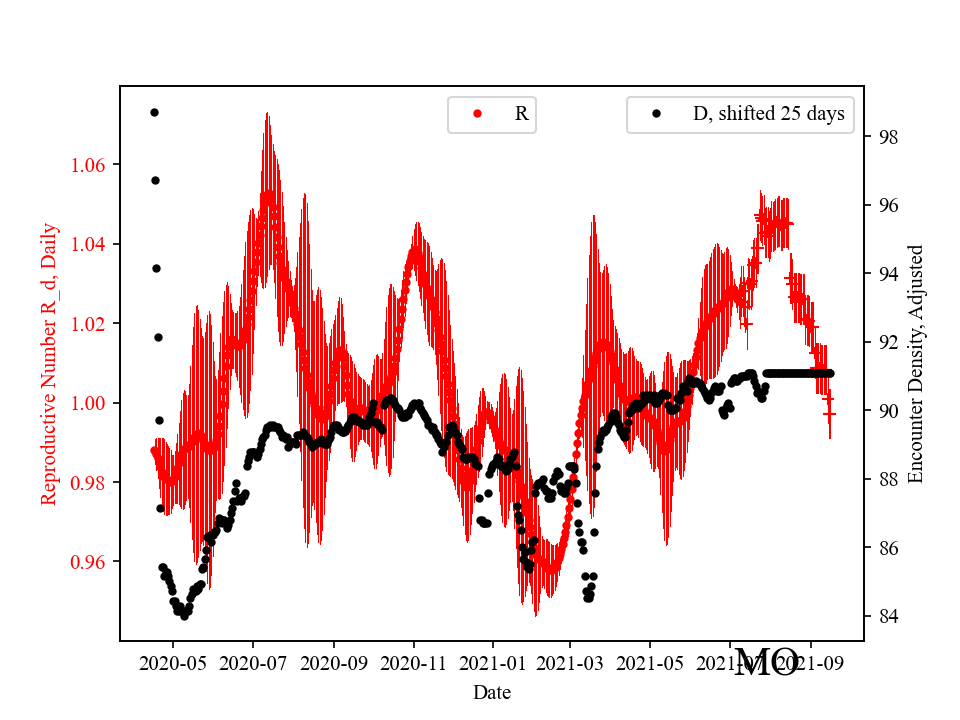 R
D, shifted 25 days
1.06
1.04
1.02
1.00
0.98
0.96
Reproductive Number R_d, Daily
98
96
94
92
90
88
86
84
Encounter Density, Adjusted
2020-05 2020-07 2020-09 2020-11 2021-01 2021-03 2021-05 2021-07 2021-09
MO
Date